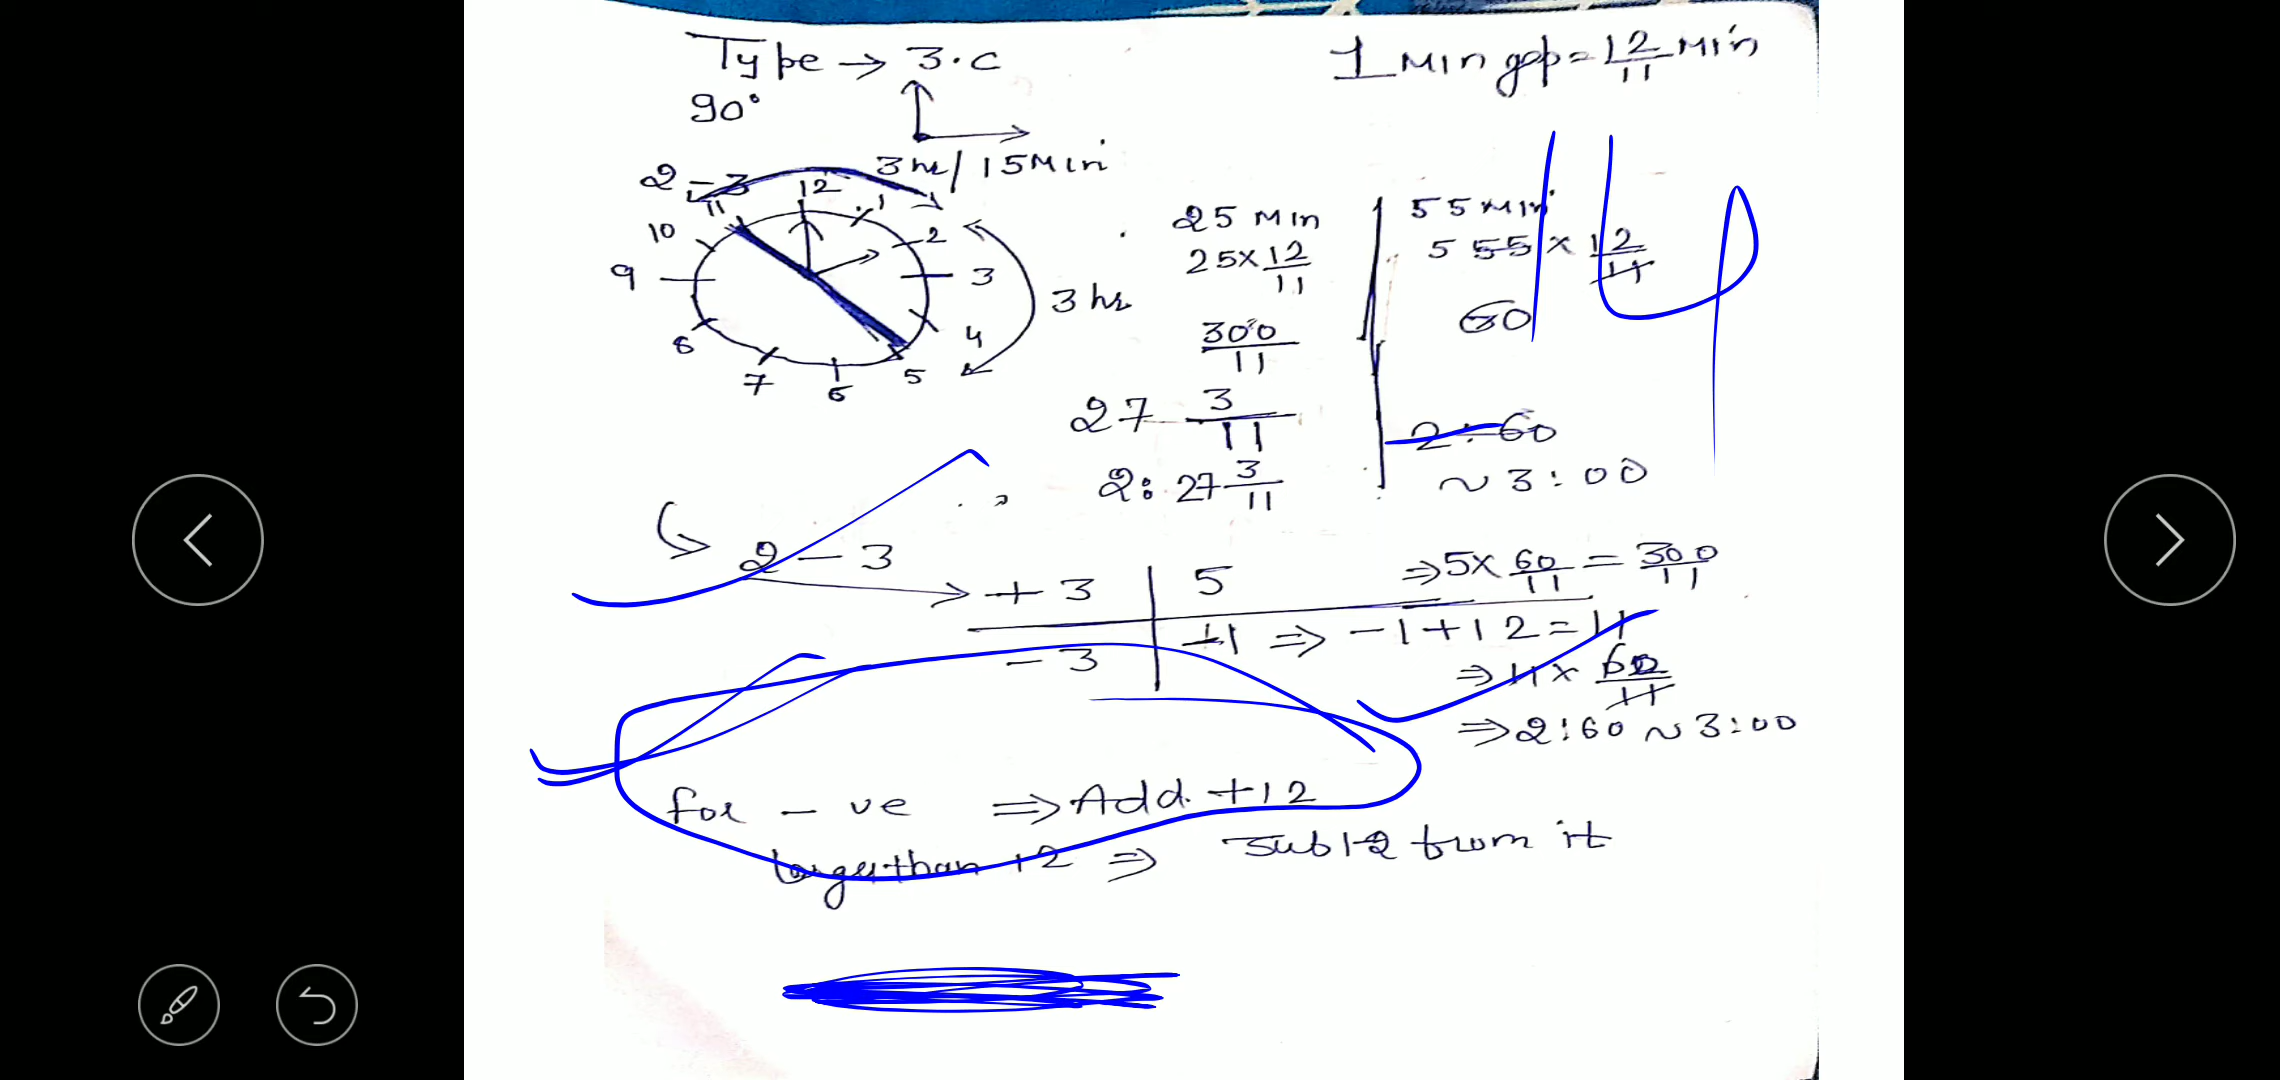 Type → 3.C
1 Min gap = 12/11 Min
90°
3 hr / 15 Min
2 – 3
12
1
2
3
4
5
6
7
8
9
10
11
3 hr
25 Min
25 × 12/11
300/11
27 3/11
2: 27 3/11
55 Min
5 55 × 12/11
60
2:60
~ 3:00
2 – 3
+ 3 | 5 ⇒ 5 × 60/11 = 300/11
– 3 | -1 ⇒ -1 + 12 = 11
⇒ 11 × 60/11
⇒ 2:60 ~ 3:00
for – ve ⇒ Add. +12
larger than 12 ⇒ Sub 12 from it